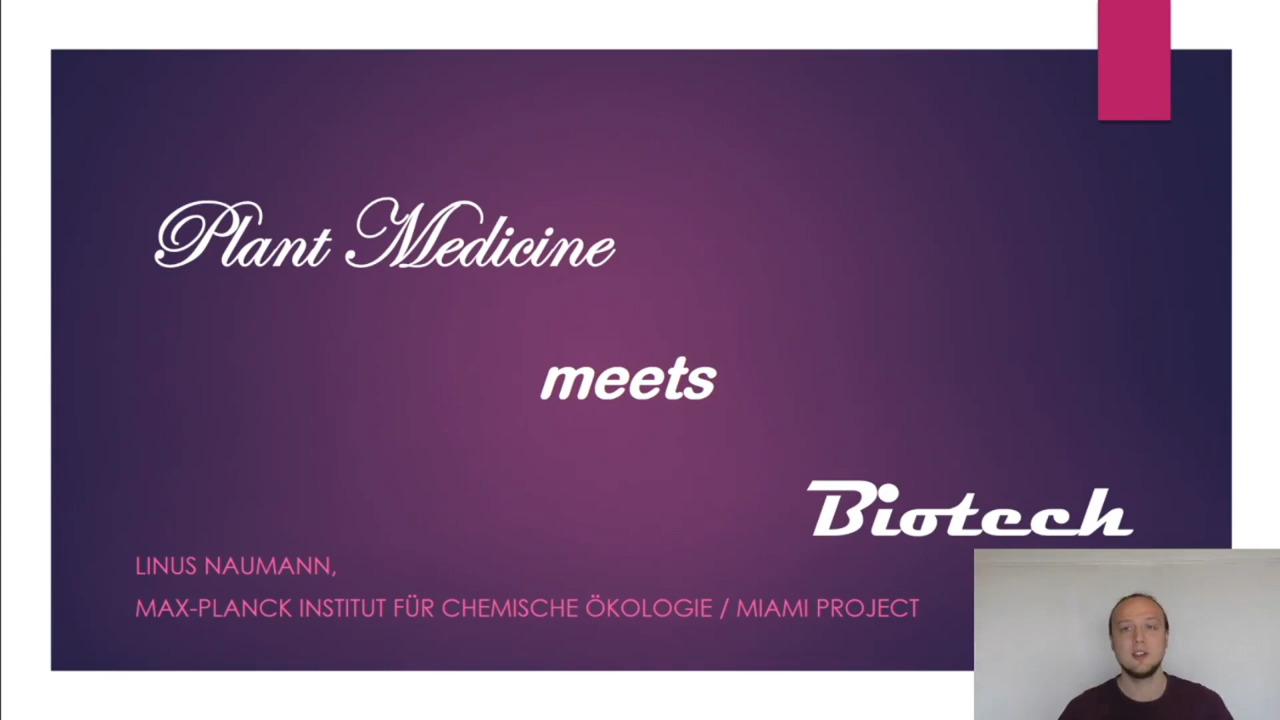 Plant Medicine
meets
Biotech
LINUS NAUMANN,
MAX-PLANCK INSTITUT FÜR CHEMISCHE ÖKOLOGIE / MIAMI PROJECT